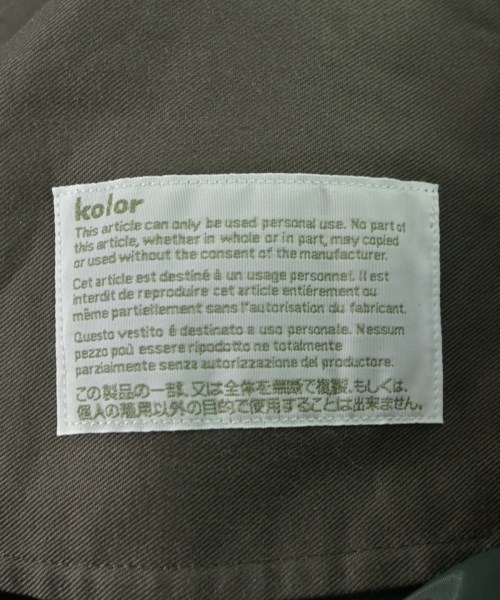 kolor
This article can only be used personal use. No part of
this article, whether in whole or in part, may copied
or used without the consent of the manufacturer.
Cet article est destiné à un usage personnel. Il est
interdit de reproduire cet article entiérement ou
même partiellement sans l'autorisation du fabricant.
Questo vestito é destinato a uso personale. Nessun
pezzo poù essere ripodotto ne totalmente
parzialmente senza autorizzazione del productore.
この製品の一部、又は全体を無断で複製、もしくは、
個人の着用以外の目的で使用することは出来ません。